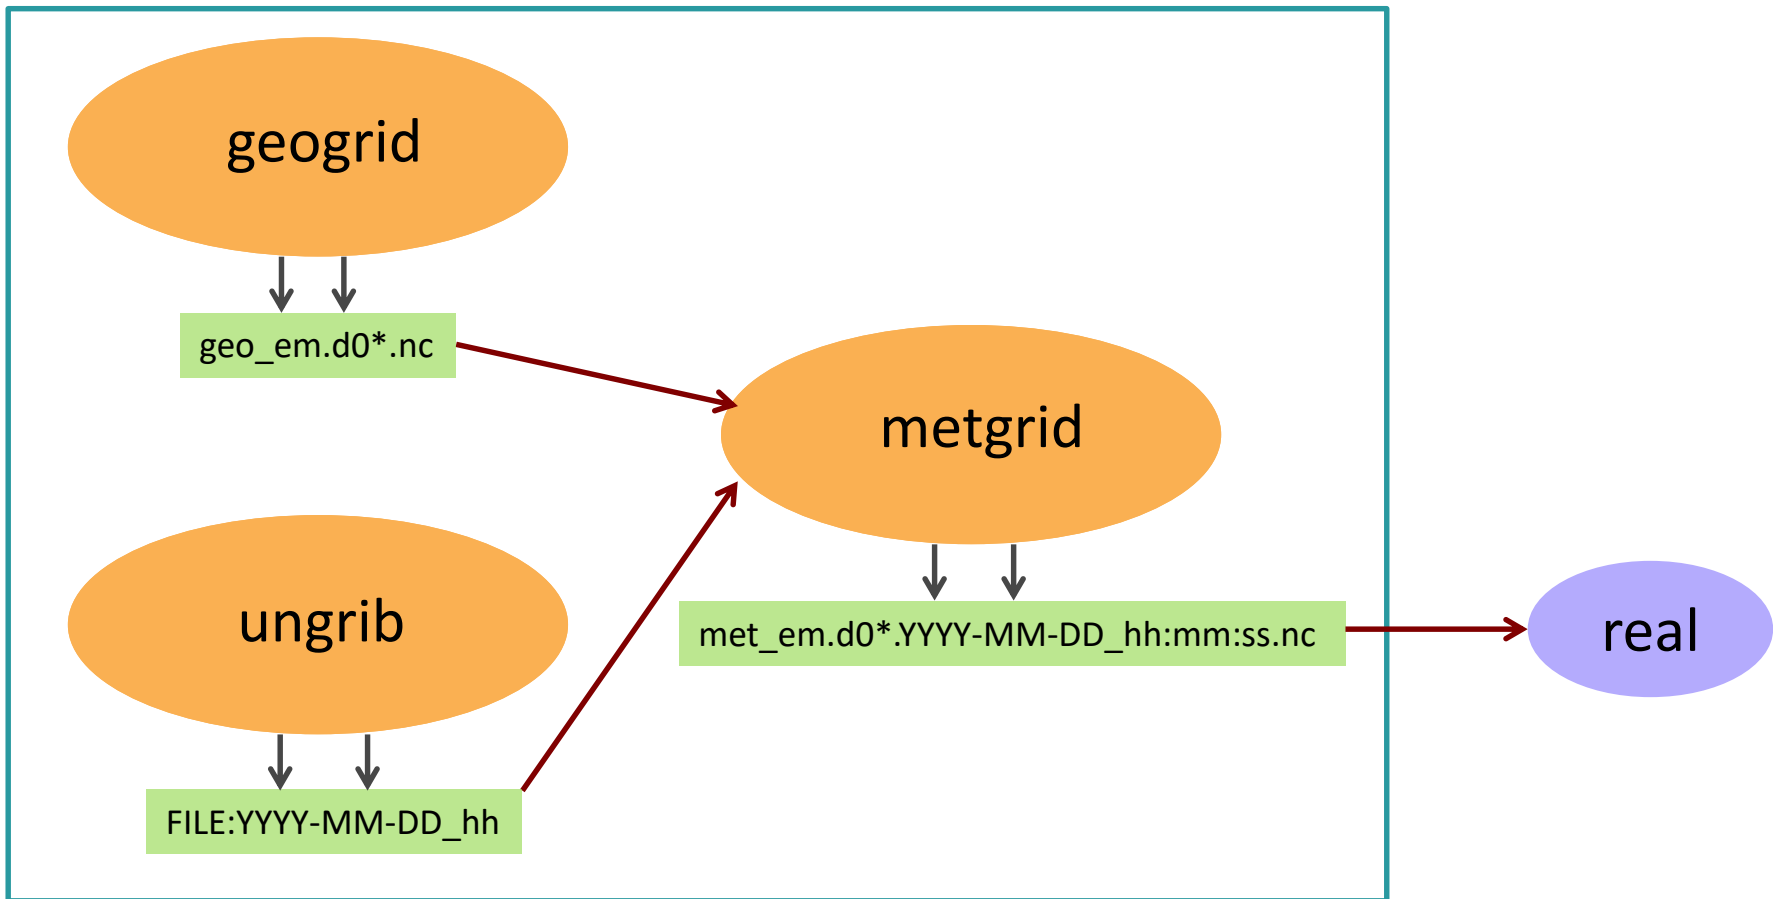 geogrid
geo_em.d0*.nc
metgrid
ungrib
met_em.d0*.YYYY-MM-DD_hh:mm:ss.nc
real
FILE:YYYY-MM-DD_hh